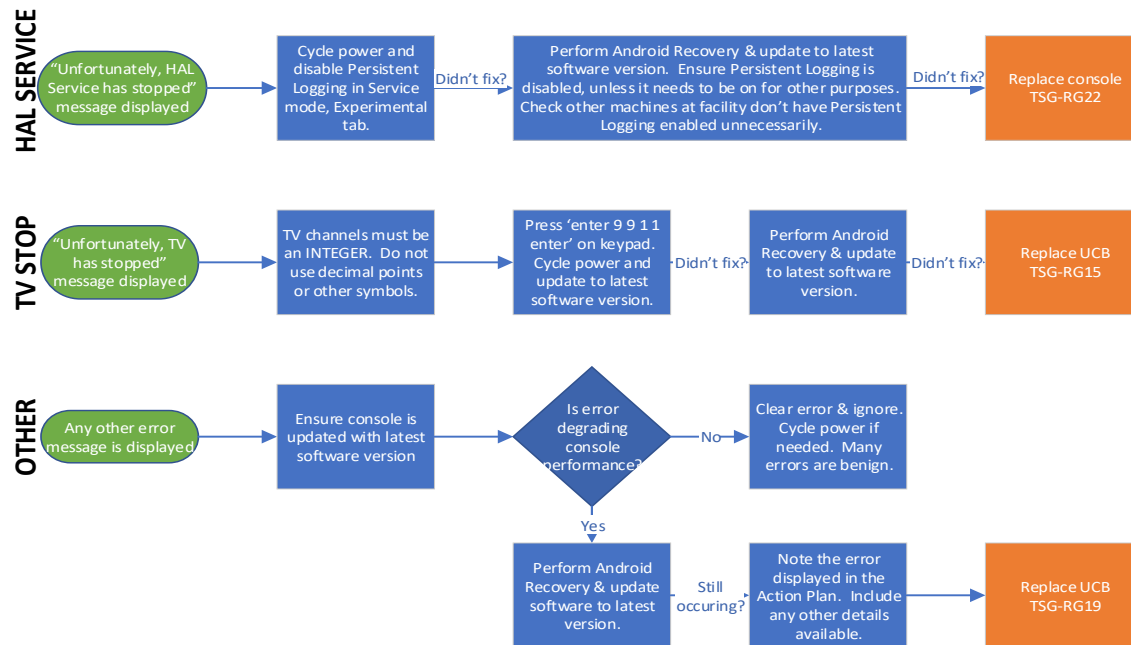 HAL SERVICE
“Unfortunately, HAL
Service has stopped”
message displayed
Cycle power and
disable Persistent
Logging in Service
mode, Experimental
tab.
Didn’t fix?
Perform Android Recovery & update to latest
software version. Ensure Persistent Logging is
disabled, unless it needs to be on for other purposes.
Check other machines at facility don’t have Persistent
Logging enabled unnecessarily.
Didn’t fix?
Replace console
TSG-RG22
TV STOP
“Unfortunately, TV
has stopped”
message displayed
TV channels must be
an INTEGER. Do not
use decimal points
or other symbols.
Press ‘enter 9 9 1 1
enter’ on keypad.
Cycle power and
update to latest
software version.
Didn’t fix?
Perform Android
Recovery & update
to latest software
version.
Didn’t fix?
Replace UCB
TSG-RG15
OTHER
Any other error
message is displayed
Ensure console is
updated with latest
software version
Is error
degrading
console
performance?
No
Clear error & ignore.
Cycle power if
needed. Many
errors are benign.
Yes
Perform Android
Recovery & update
software to latest
version.
Still
occuring?
Note the error
displayed in the
Action Plan. Include
any other details
available.
Replace UCB
TSG-RG19